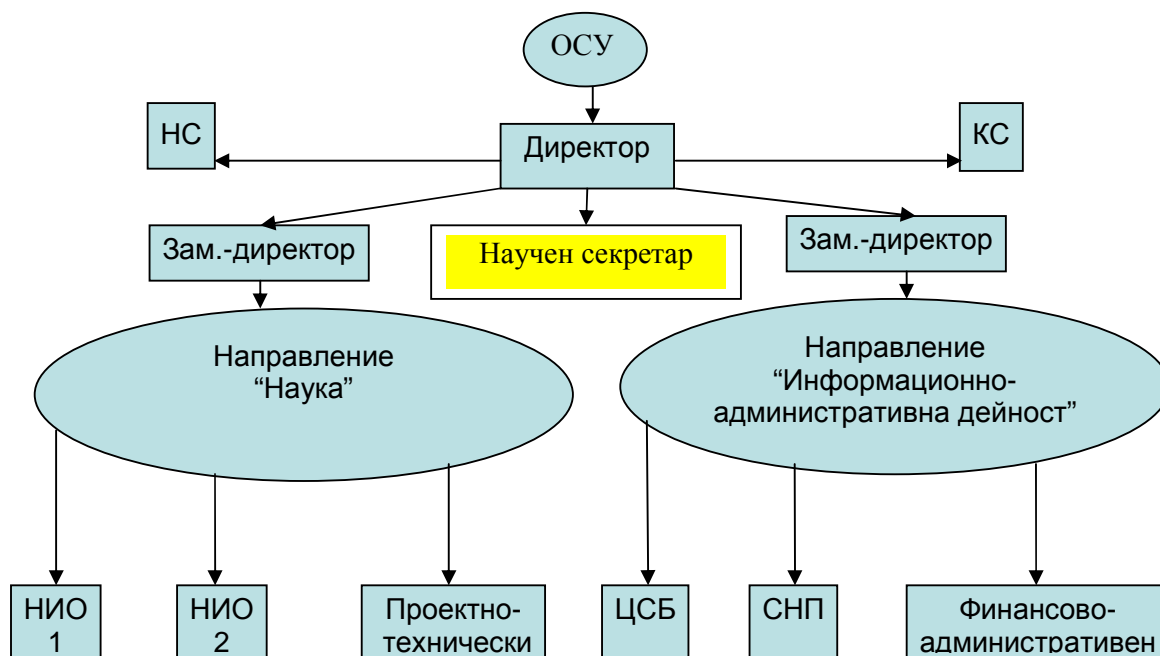 ОСУ
НС
Директор
КС
Зам.-директор
Научен секретар
Зам.-директор
Направление
“Наука”
Направление
“Информационно-
административна дейност”
НИО
1
НИО
2
Проектно-
технически
ЦСБ
СНП
Финансово-
административен